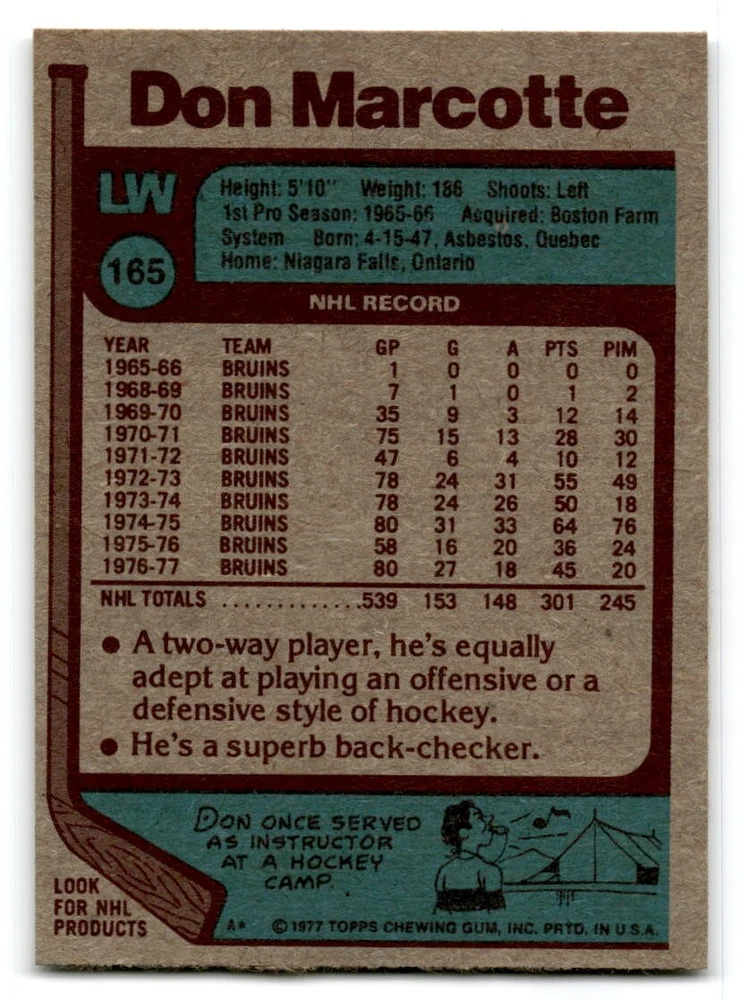 Don Marcotte
LW
165
Height: 5'10" Weight: 186 Shoots: Left
1st Pro Season: 1965-66 Acquired: Boston Farm
System Born: 4-15-47, Asbestos, Quebec
Home: Niagara Falls, Ontario
NHL RECORD
YEAR TEAM GP G A PTS PIM
1965-66 BRUINS 1 0 0 0 0
1968-69 BRUINS 7 1 0 1 2
1969-70 BRUINS 35 9 3 12 14
1970-71 BRUINS 75 15 13 28 30
1971-72 BRUINS 47 6 4 10 12
1972-73 BRUINS 78 24 31 55 49
1973-74 BRUINS 78 24 26 50 18
1974-75 BRUINS 80 31 33 64 76
1975-76 BRUINS 58 16 20 36 24
1976-77 BRUINS 80 27 18 45 20
NHL TOTALS .............539 153 148 301 245
• A two-way player, he's equally
adept at playing an offensive or a
defensive style of hockey.
• He's a superb back-checker.
DON ONCE SERVED
AS INSTRUCTOR
AT A HOCKEY
CAMP.
LOOK
FOR NHL
PRODUCTS
A* © 1977 TOPPS CHEWING GUM, INC. PRTD. IN U.S.A.